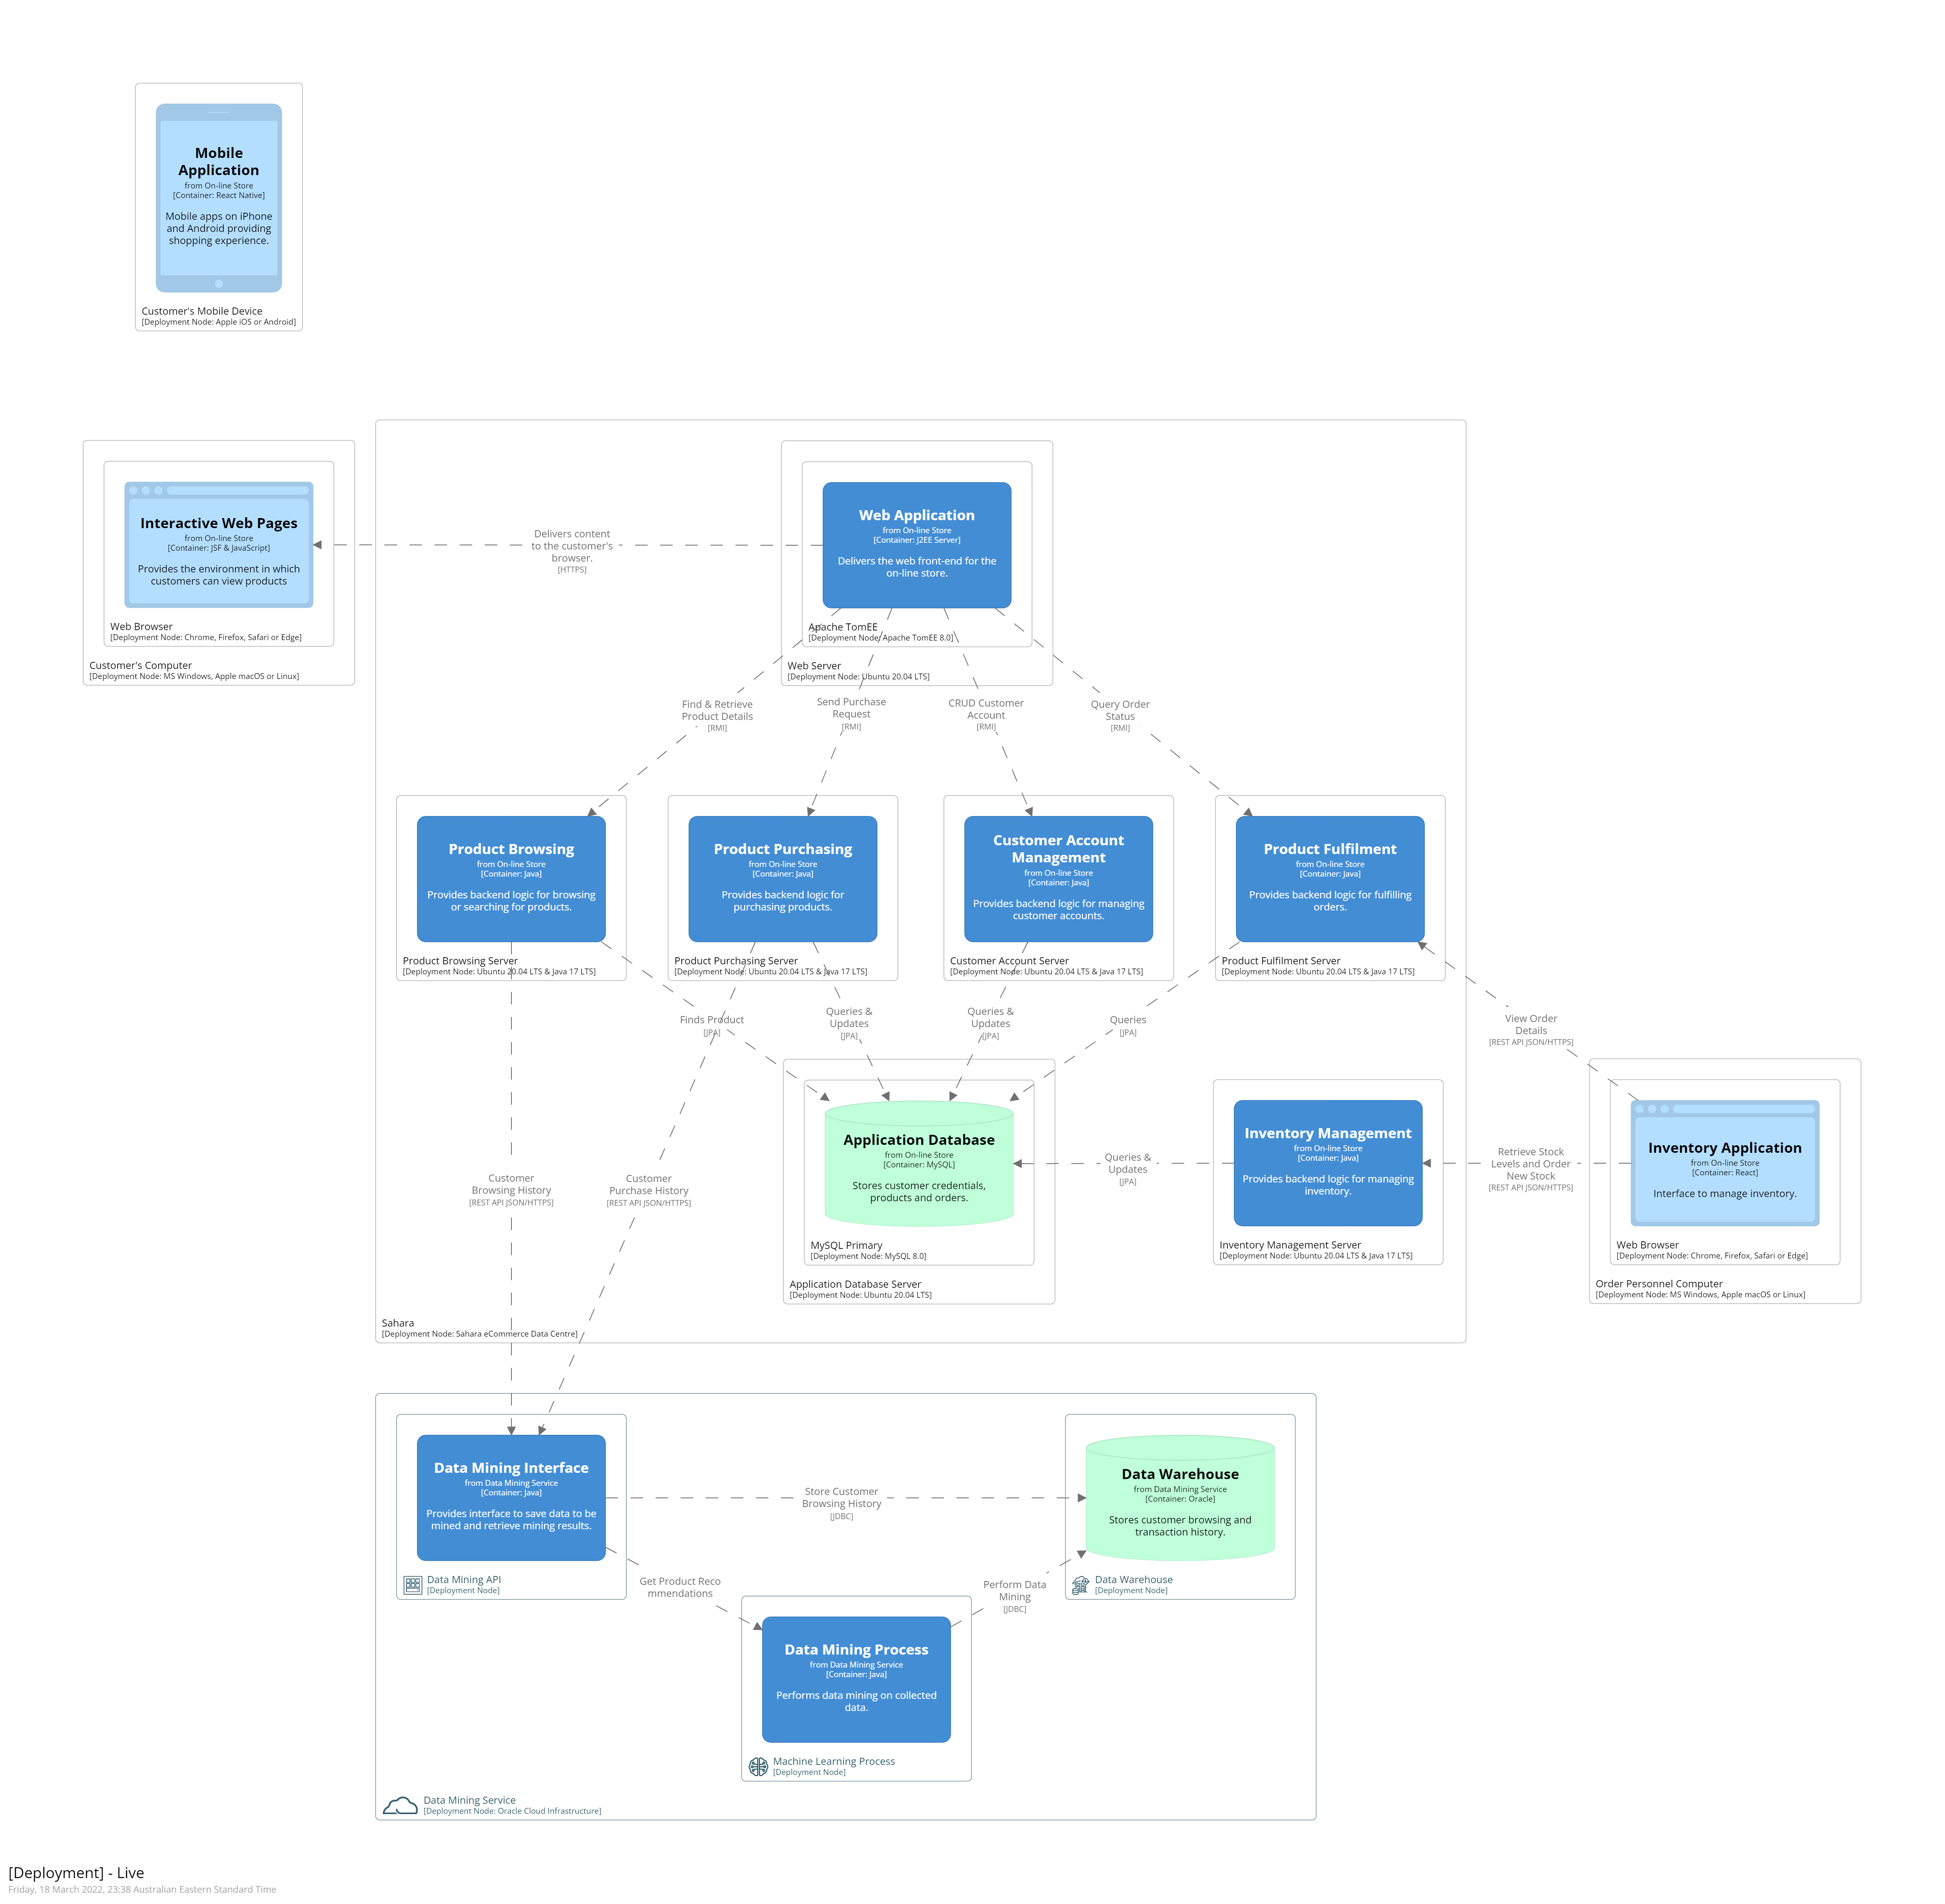 Mobile
Application
from On-line Store
[Container: React Native]
Mobile apps on iPhone
and Android providing
shopping experience.
Customer's Mobile Device
[Deployment Node: Apple iOS or Android]
Interactive Web Pages
from On-line Store
[Container: JSF & JavaScript]
Provides the environment in which
customers can view products
Web Browser
[Deployment Node: Chrome, Firefox, Safari or Edge]
Customer's Computer
[Deployment Node: MS Windows, Apple macOS or Linux]
Delivers content
to the customer's
browser.
[HTTPS]
Web Application
from On-line Store
[Container: J2EE Server]
Delivers the web front-end for the
on-line store.
Apache TomEE
[Deployment Node: Apache TomEE 8.0]
Web Server
[Deployment Node: Ubuntu 20.04 LTS]
Find & Retrieve
Product Details
[RMI]
Send Purchase
Request
[RMI]
CRUD Customer
Account
[RMI]
Query Order
Status
[RMI]
Product Browsing
from On-line Store
[Container: Java]
Provides backend logic for browsing
or searching for products.
Product Browsing Server
[Deployment Node: Ubuntu 20.04 LTS & Java 17 LTS]
Product Purchasing
from On-line Store
[Container: Java]
Provides backend logic for
purchasing products.
Product Purchasing Server
[Deployment Node: Ubuntu 20.04 LTS & Java 17 LTS]
Customer Account
Management
from On-line Store
[Container: Java]
Provides backend logic for managing
customer accounts.
Customer Account Server
[Deployment Node: Ubuntu 20.04 LTS & Java 17 LTS]
Product Fulfilment
from On-line Store
[Container: Java]
Provides backend logic for fulfilling
orders.
Product Fulfilment Server
[Deployment Node: Ubuntu 20.04 LTS & Java 17 LTS]
Finds Product
[JPA]
Queries &
Updates
[JPA]
Queries &
Updates
[JPA]
Queries
[JPA]
View Order
Details
[REST API JSON/HTTPS]
Customer
Browsing History
[REST API JSON/HTTPS]
Customer
Purchase History
[REST API JSON/HTTPS]
Application Database
from On-line Store
[Container: MySQL]
Stores customer credentials,
products and orders.
MySQL Primary
[Deployment Node: MySQL 8.0]
Application Database Server
[Deployment Node: Ubuntu 20.04 LTS]
Queries &
Updates
[JPA]
Inventory Management
from On-line Store
[Container: Java]
Provides backend logic for managing
inventory.
Inventory Management Server
[Deployment Node: Ubuntu 20.04 LTS & Java 17 LTS]
Retrieve Stock
Levels and Order
New Stock
[REST API JSON/HTTPS]
Inventory Application
from On-line Store
[Container: React]
Interface to manage inventory.
Web Browser
[Deployment Node: Chrome, Firefox, Safari or Edge]
Order Personnel Computer
[Deployment Node: MS Windows, Apple macOS or Linux]
Sahara
[Deployment Node: Sahara eCommerce Data Centre]
Data Mining Interface
from Data Mining Service
[Container: Java]
Provides interface to save data to be
mined and retrieve mining results.
Data Mining API
[Deployment Node]
Store Customer
Browsing History
[JDBC]
Data Warehouse
from Data Mining Service
[Container: Oracle]
Stores customer browsing and
transaction history.
Data Warehouse
[Deployment Node]
Get Product Reco
mmendations
Perform Data
Mining
[JDBC]
Data Mining Process
from Data Mining Service
[Container: Java]
Performs data mining on collected
data.
Machine Learning Process
[Deployment Node]
Data Mining Service
[Deployment Node: Oracle Cloud Infrastructure]
[Deployment] - Live
Friday, 18 March 2022, 23:38 Australian Eastern Standard Time